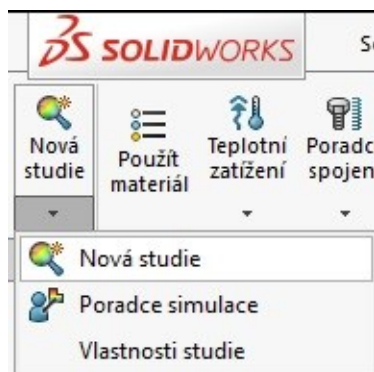 SOLIDWORKS
Nová studie
Použít materiál
Teplotní zatížení
Nová studie
Poradce simulace
Vlastnosti studie